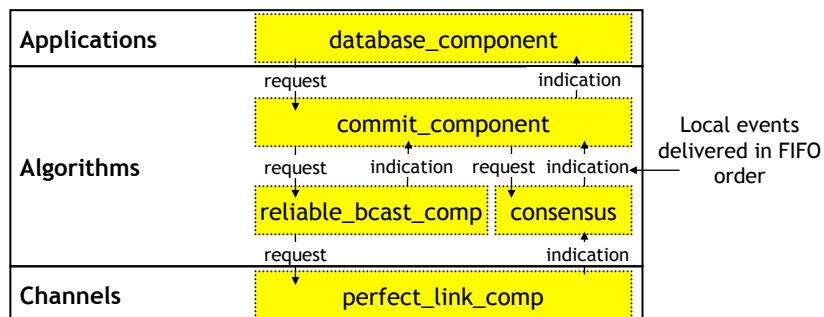 Applications
database_component
request
indication
commit_component
Algorithms
request
indication
request
indication
Local events
delivered in FIFO
order
reliable_bcast_comp
consensus
request
indication
Channels
perfect_link_comp